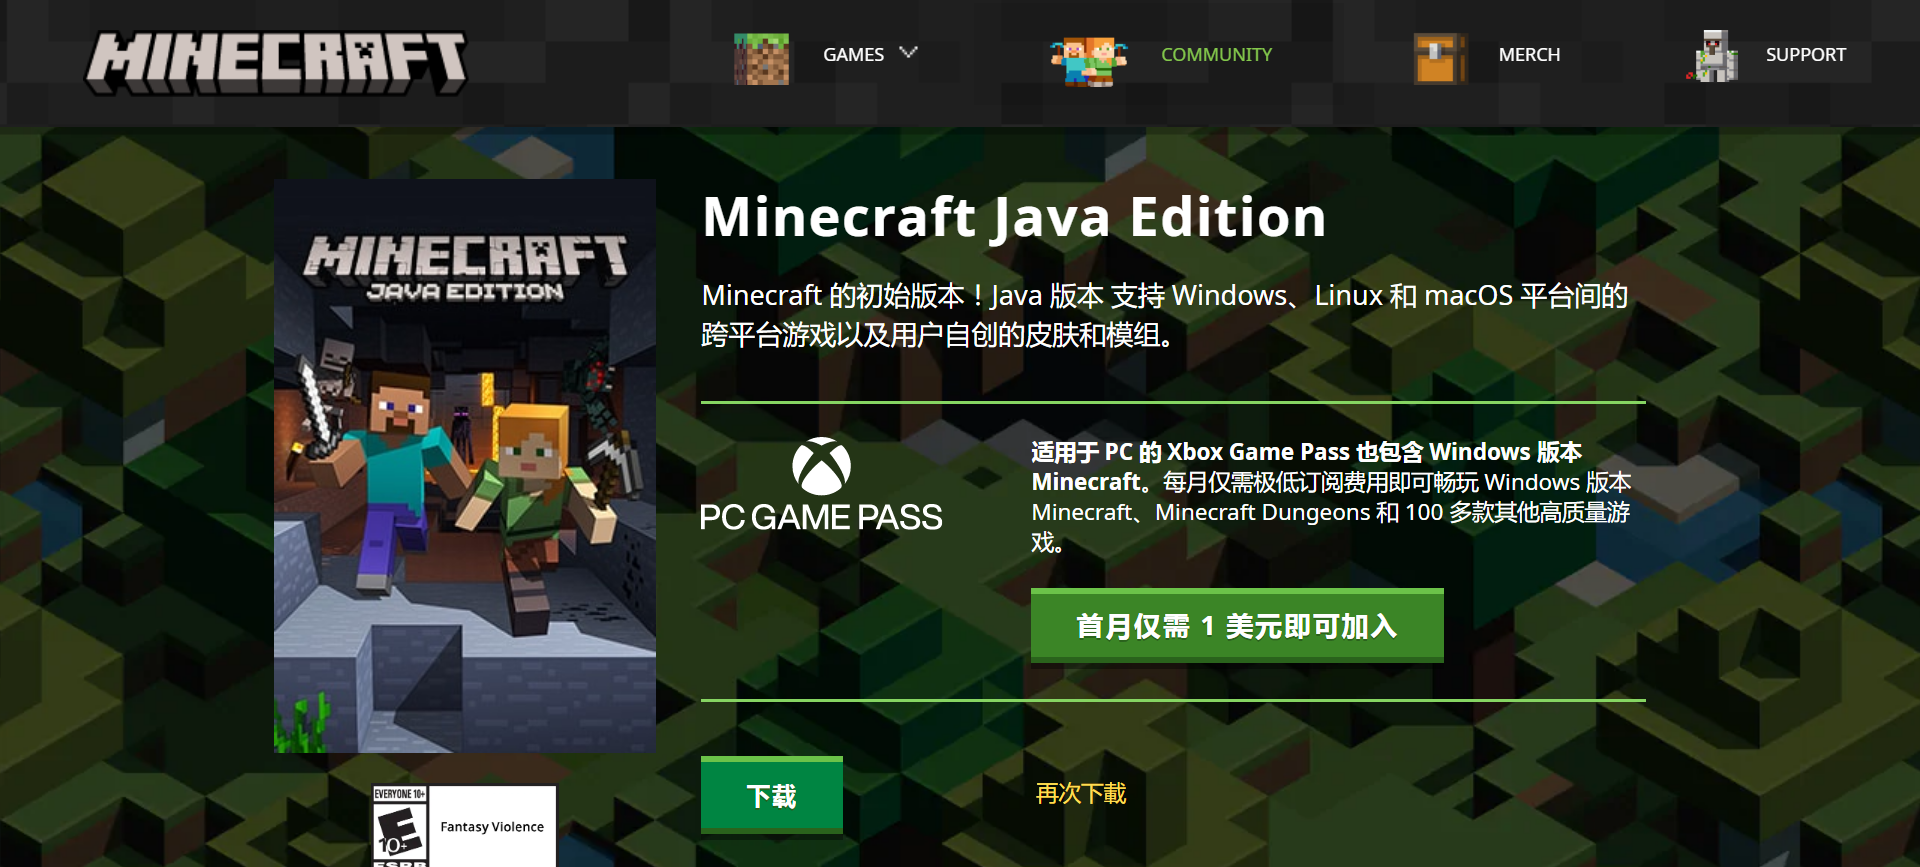 MINECRAFT
GAMES
COMMUNITY
MERCH
SUPPORT
MINECRAFT
JAVA EDITION
Minecraft Java Edition
Minecraft 的初始版本！Java 版本 支持 Windows、Linux 和 macOS 平台间的
跨平台游戏以及用户自创的皮肤和模组。
PC GAME PASS
适用于 PC 的 Xbox Game Pass 也包含 Windows 版本
Minecraft。每月仅需极低订阅费用即可畅玩 Windows 版本
Minecraft、Minecraft Dungeons 和 100 多款其他高质量游
戏。
首月仅需 1 美元即可加入
下载
再次下載
EVERYONE 10+
E
10+
ESRB
Fantasy Violence